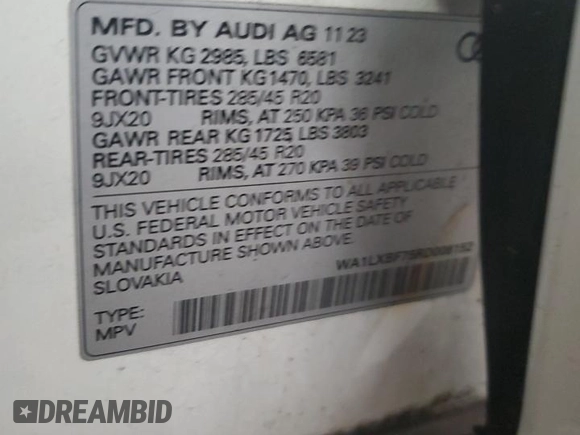 MFD. BY AUDI AG 11 23
GVWR KG 2985, LBS 6581
GAWR FRONT KG1470, LBS 3241
FRONT-TIRES 285/45 R20
9JX20 RIMS, AT 250 KPA 36 PSI COLD
GAWR REAR KG 1725, LBS 3803
REAR-TIRES 285/45 R20
9JX20 RIMS, AT 270 KPA 39 PSI COLD
THIS VEHICLE CONFORMS TO ALL APPLICABLE
U.S. FEDERAL MOTOR VEHICLE SAFETY
STANDARDS IN EFFECT ON THE DATE OF
MANUFACTURE SHOWN ABOVE.
SLOVAKIA
TYPE:
MPV
DREAMBID